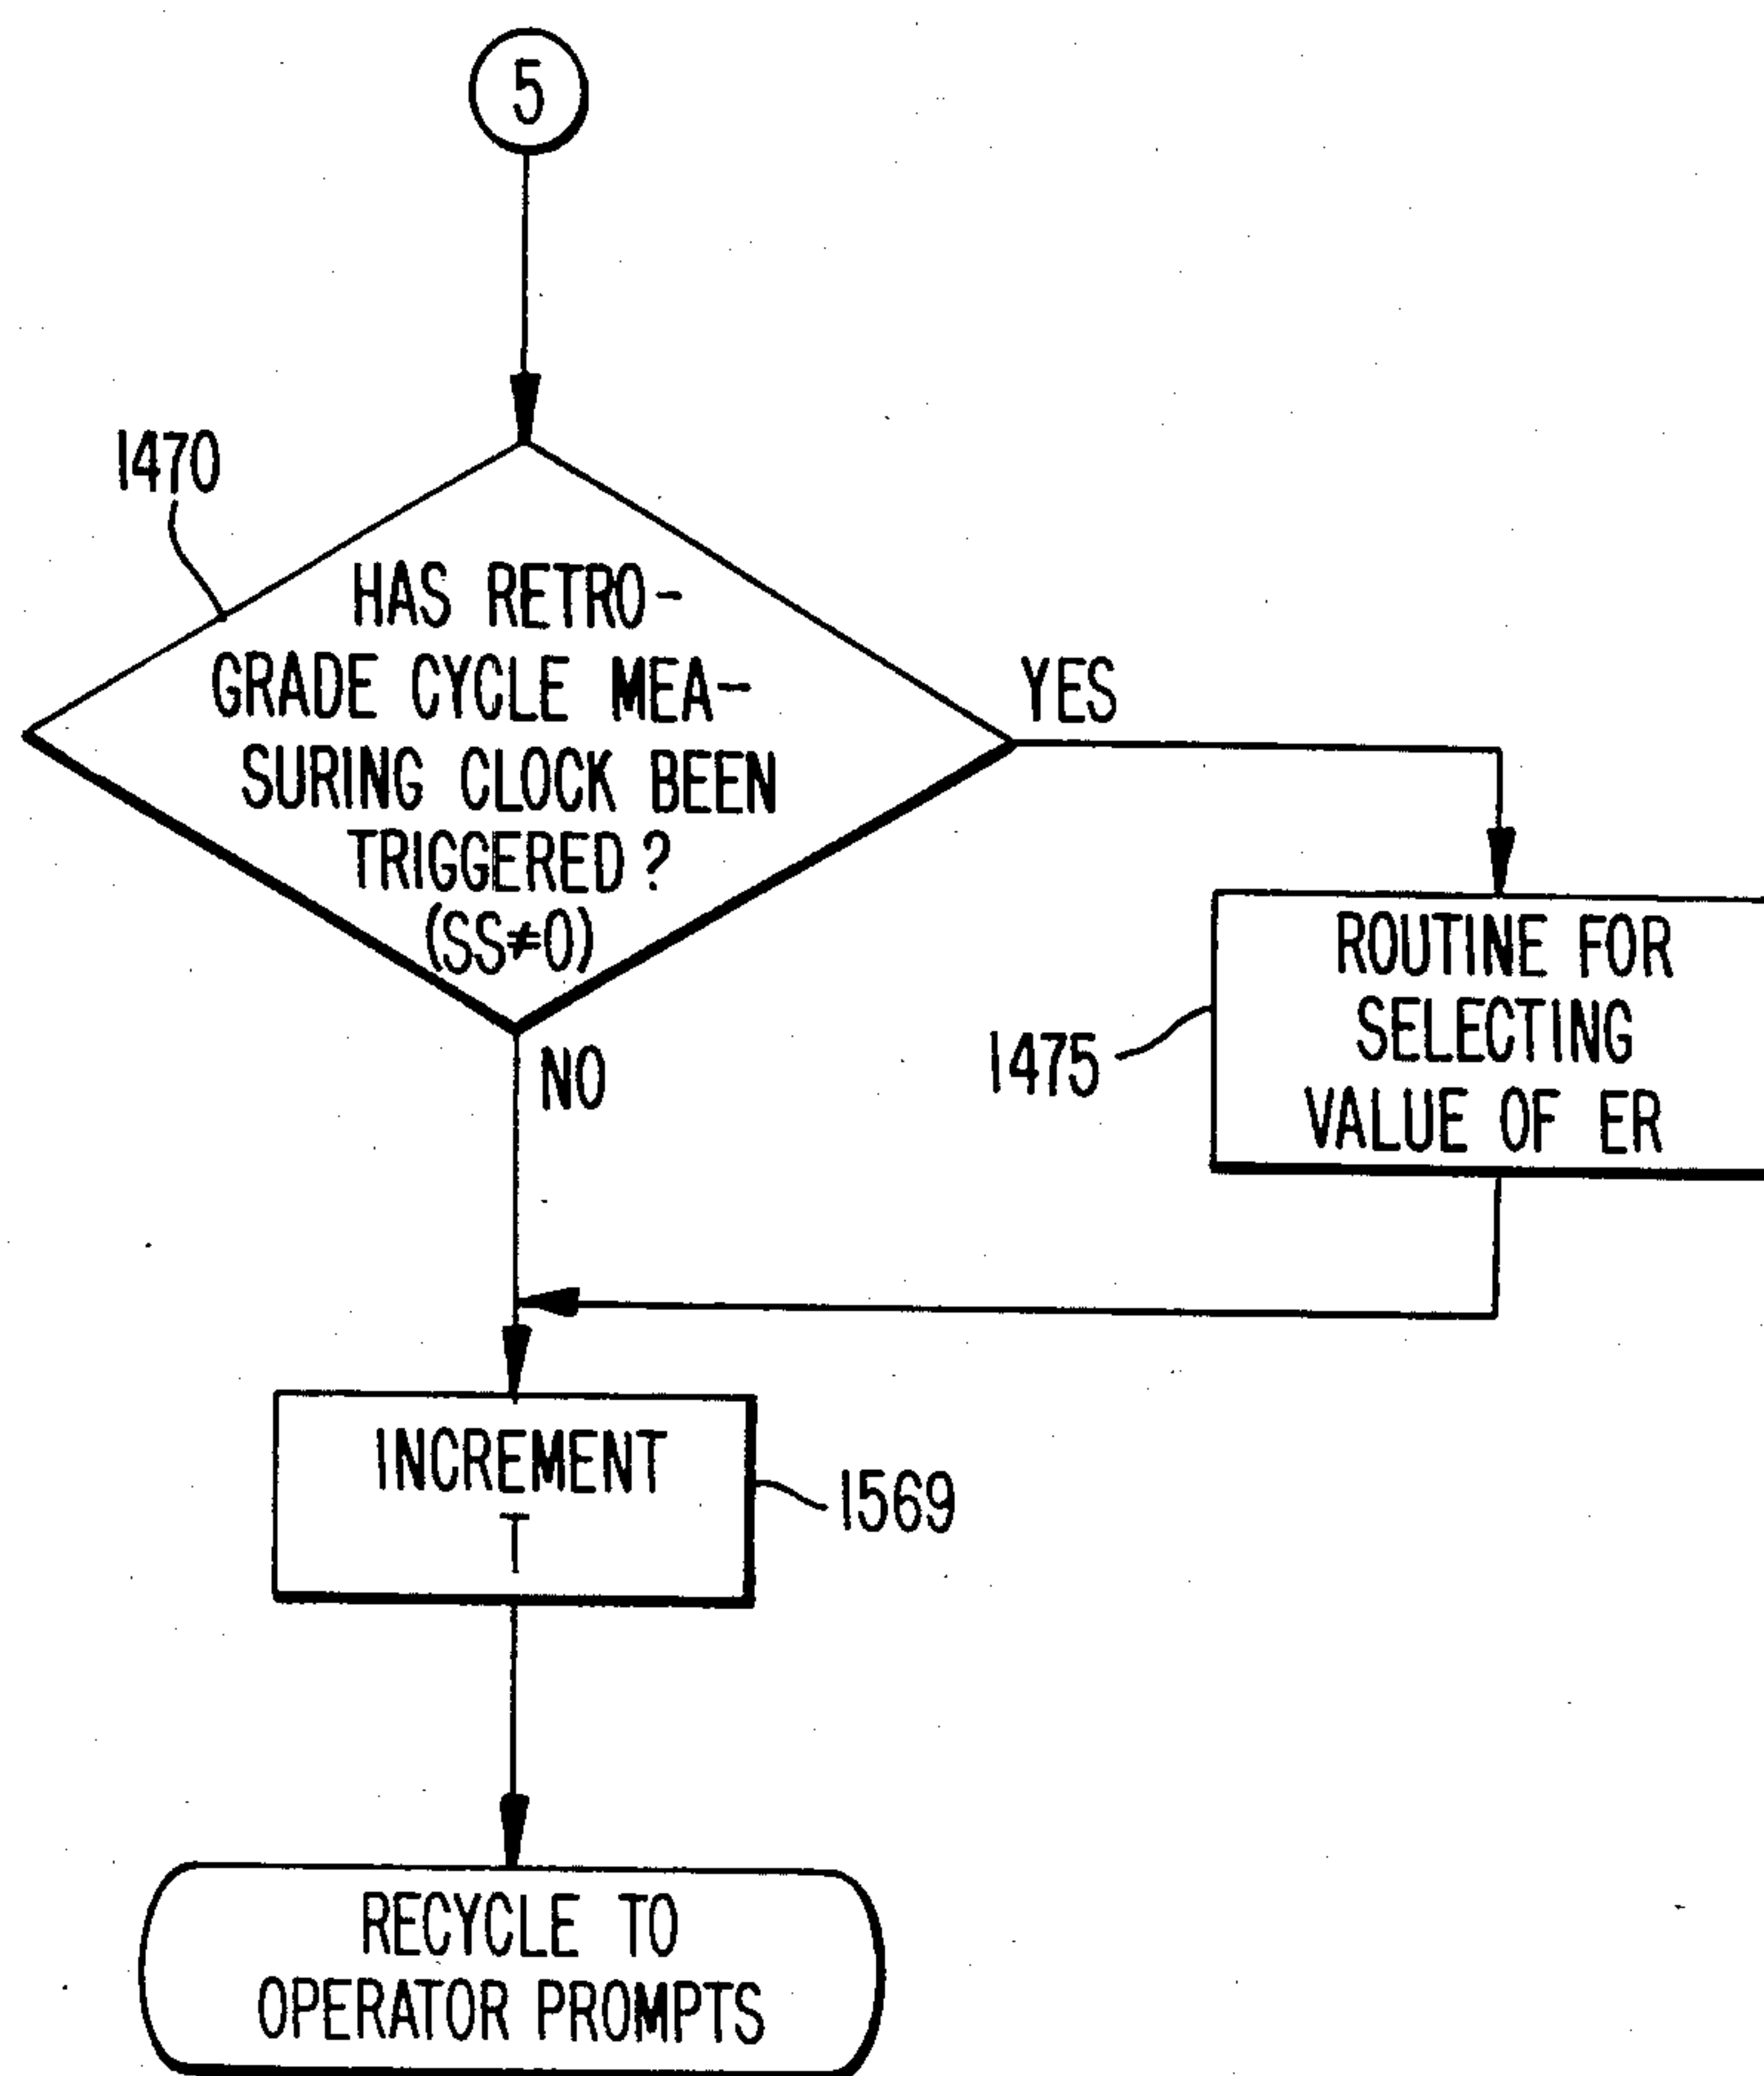 5
1470
HAS RETRO-
GRADE CYCLE MEA-
SURING CLOCK BEEN
TRIGGERED?
(SS≠0)
YES
NO
ROUTINE FOR
SELECTING
VALUE OF ER
1475
INCREMENT
T
1569
RECYCLE TO
OPERATOR PROMPTS